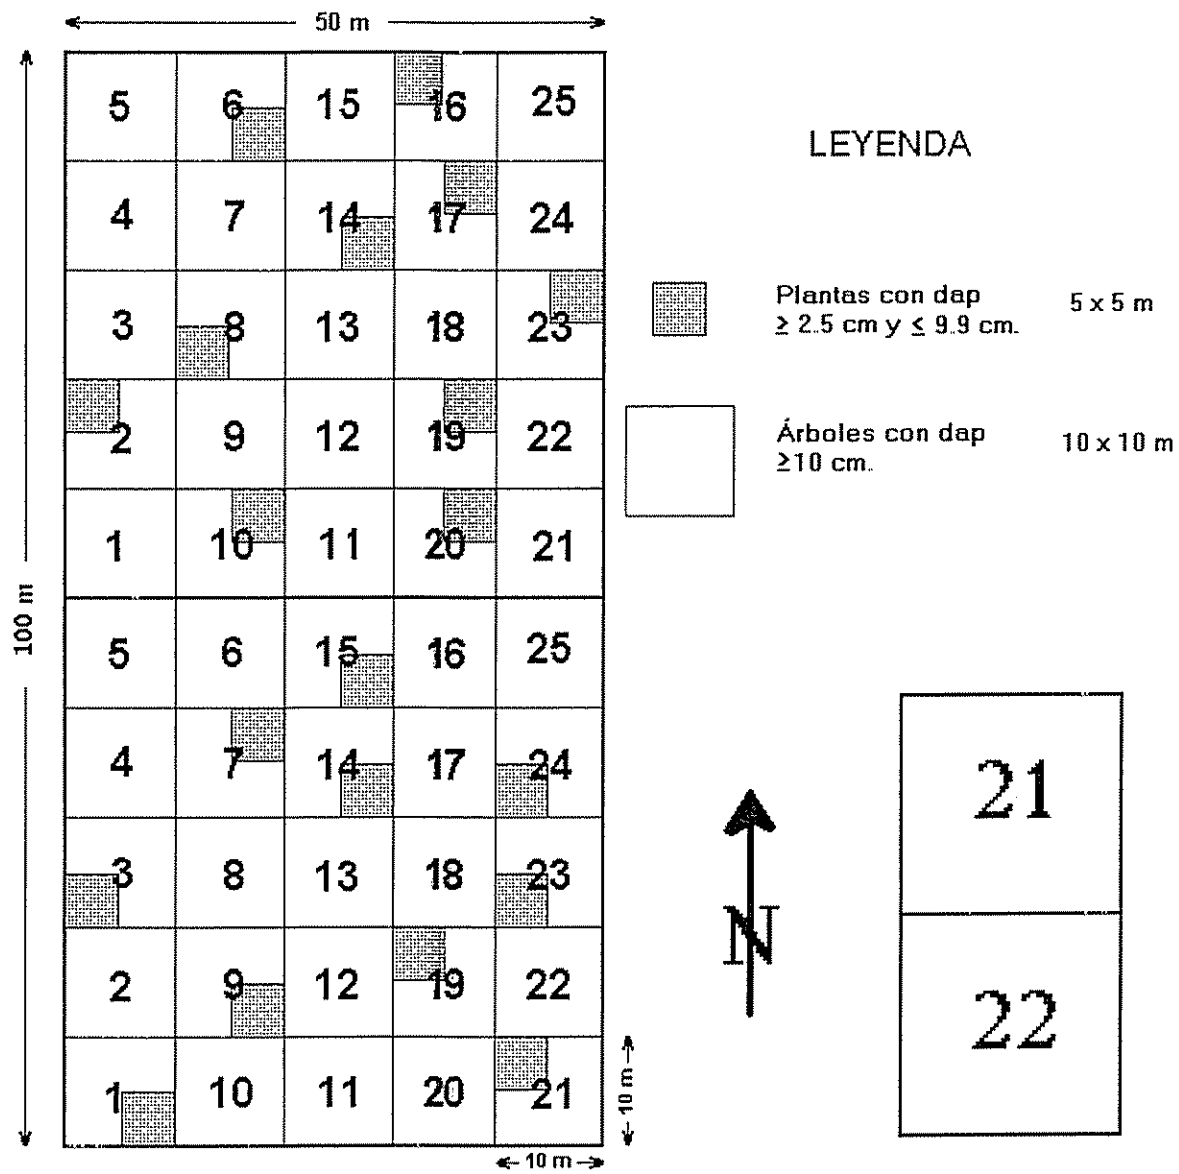 50 m
5 6 15 16 25
LEYENDA
4 7 14 17 24
Plantas con dap 5 x 5 m
≥ 2.5 cm y ≤ 9.9 cm.
3 8 13 18 23
2 9 12 19 22
Árboles con dap 10 x 10 m
≥10 cm.
1 10 11 20 21
100 m
5 6 15 16 25
4 7 14 17 24
21
3 8 13 18 23
N
2 9 12 19 22
22
1 10 11 20 21
10 m
10 m